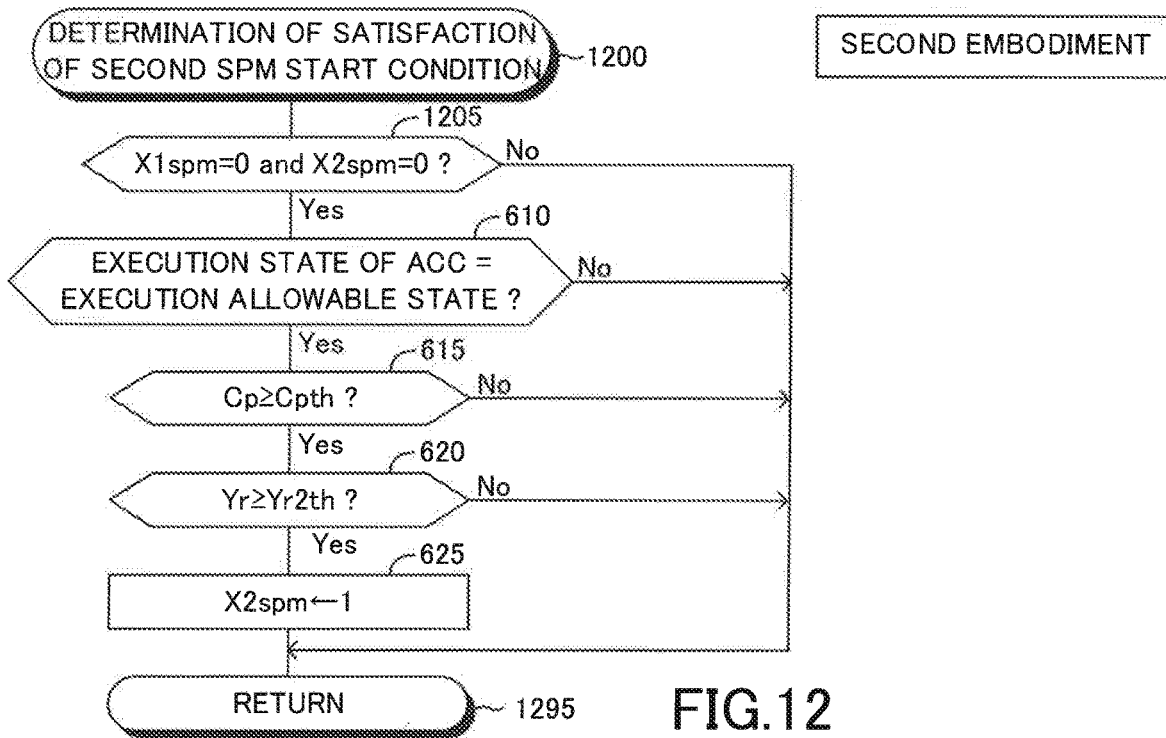 DETERMINATION OF SATISFACTION
OF SECOND SPM START CONDITION
1200
SECOND EMBODIMENT
1205
X1spm=0 and X2spm=0 ?
No
Yes
610
EXECUTION STATE OF ACC =
EXECUTION ALLOWABLE STATE ?
No
Yes
615
Cp≥Cpth ?
No
Yes
620
Yr≥Yr2th ?
No
Yes
625
X2spm←1
RETURN
1295
FIG.12